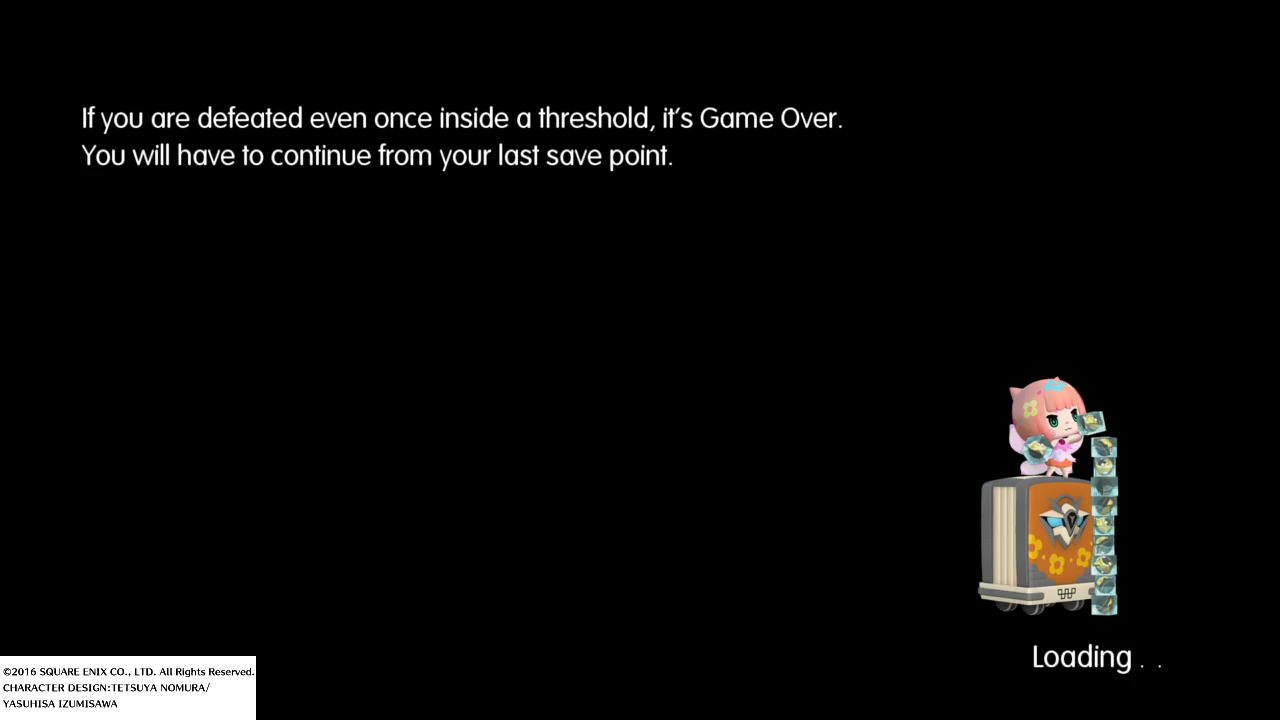 If you are defeated even once inside a threshold, it's Game Over.
You will have to continue from your last save point.
Loading . .
©2016 SQUARE ENIX CO., LTD. All Rights Reserved.
CHARACTER DESIGN:TETSUYA NOMURA/
YASUHISA IZUMISAWA